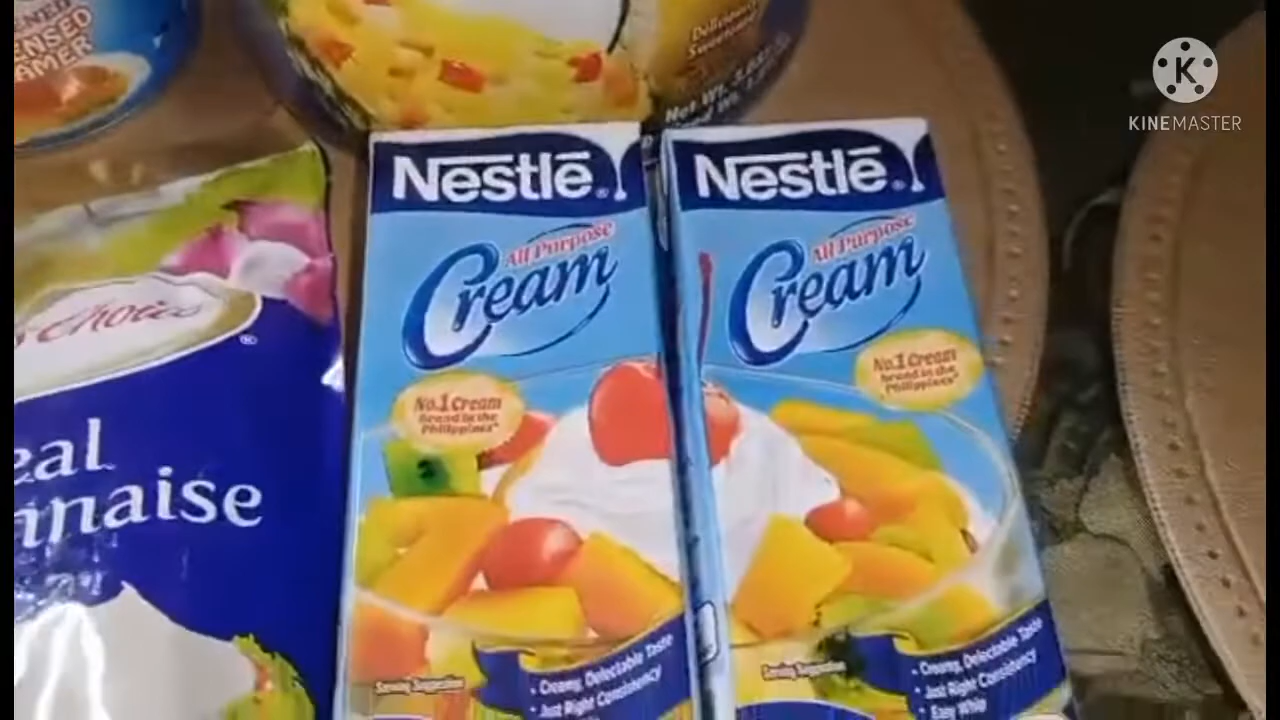 ENSED
AMER
Deliciously
Sweetened
Net Wt.
KINEMASTER
Nestlé
All Purpose
Cream
No.1 Cream
brand in the
Philippines*
Serving Suggestion
• Creamy, Delectable Taste
• Just Right Consistency
Nestlé
All Purpose
Cream
No.1 Cream
brand in the
Philippines*
Serving Suggestion
• Creamy, Delectable Taste
• Just Right Consistency
• Easy Whip
Choice
eal
nnaise